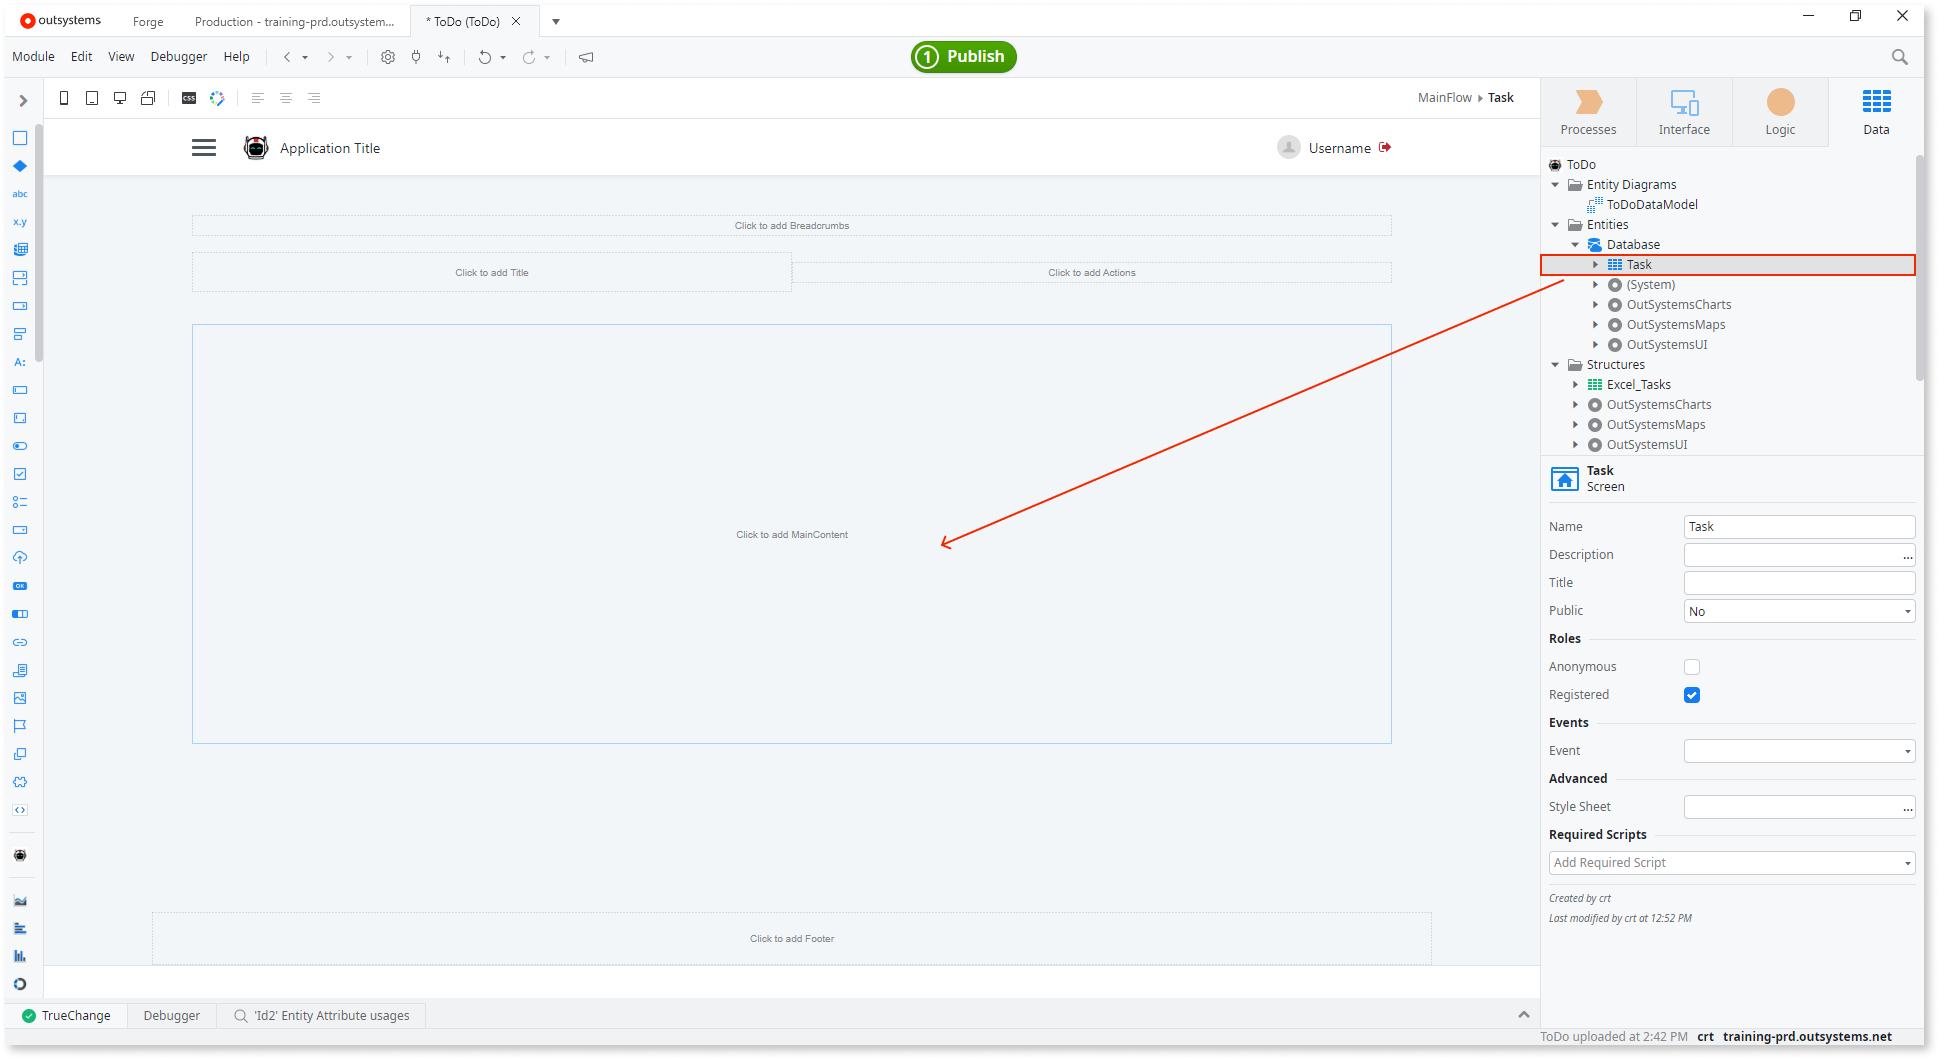 outsystems
Forge
Production - training-prd.outsystem...
* ToDo (ToDo)
Module Edit View Debugger Help
1 Publish
CSS
MainFlow Task
Processes Interface Logic Data
Application Title
Username
abc
x.y
A:
OK
Click to add Breadcrumbs
Click to add Title
Click to add Actions
Click to add MainContent
Click to add Footer
ToDo
Entity Diagrams
ToDoDataModel
Entities
Database
Task
(System)
OutSystemsCharts
OutSystemsMaps
OutSystemsUI
Structures
Excel_Tasks
OutSystemsCharts
OutSystemsMaps
OutSystemsUI
Task
Screen
Name Task
Description ...
Title
Public No
Roles
Anonymous
Registered
Events
Event
Advanced
Style Sheet ...
Required Scripts
Add Required Script
Created by crt
Last modified by crt at 12:52 PM
TrueChange Debugger 'Id2' Entity Attribute usages
ToDo uploaded at 2:42 PM crt training-prd.outsystems.net